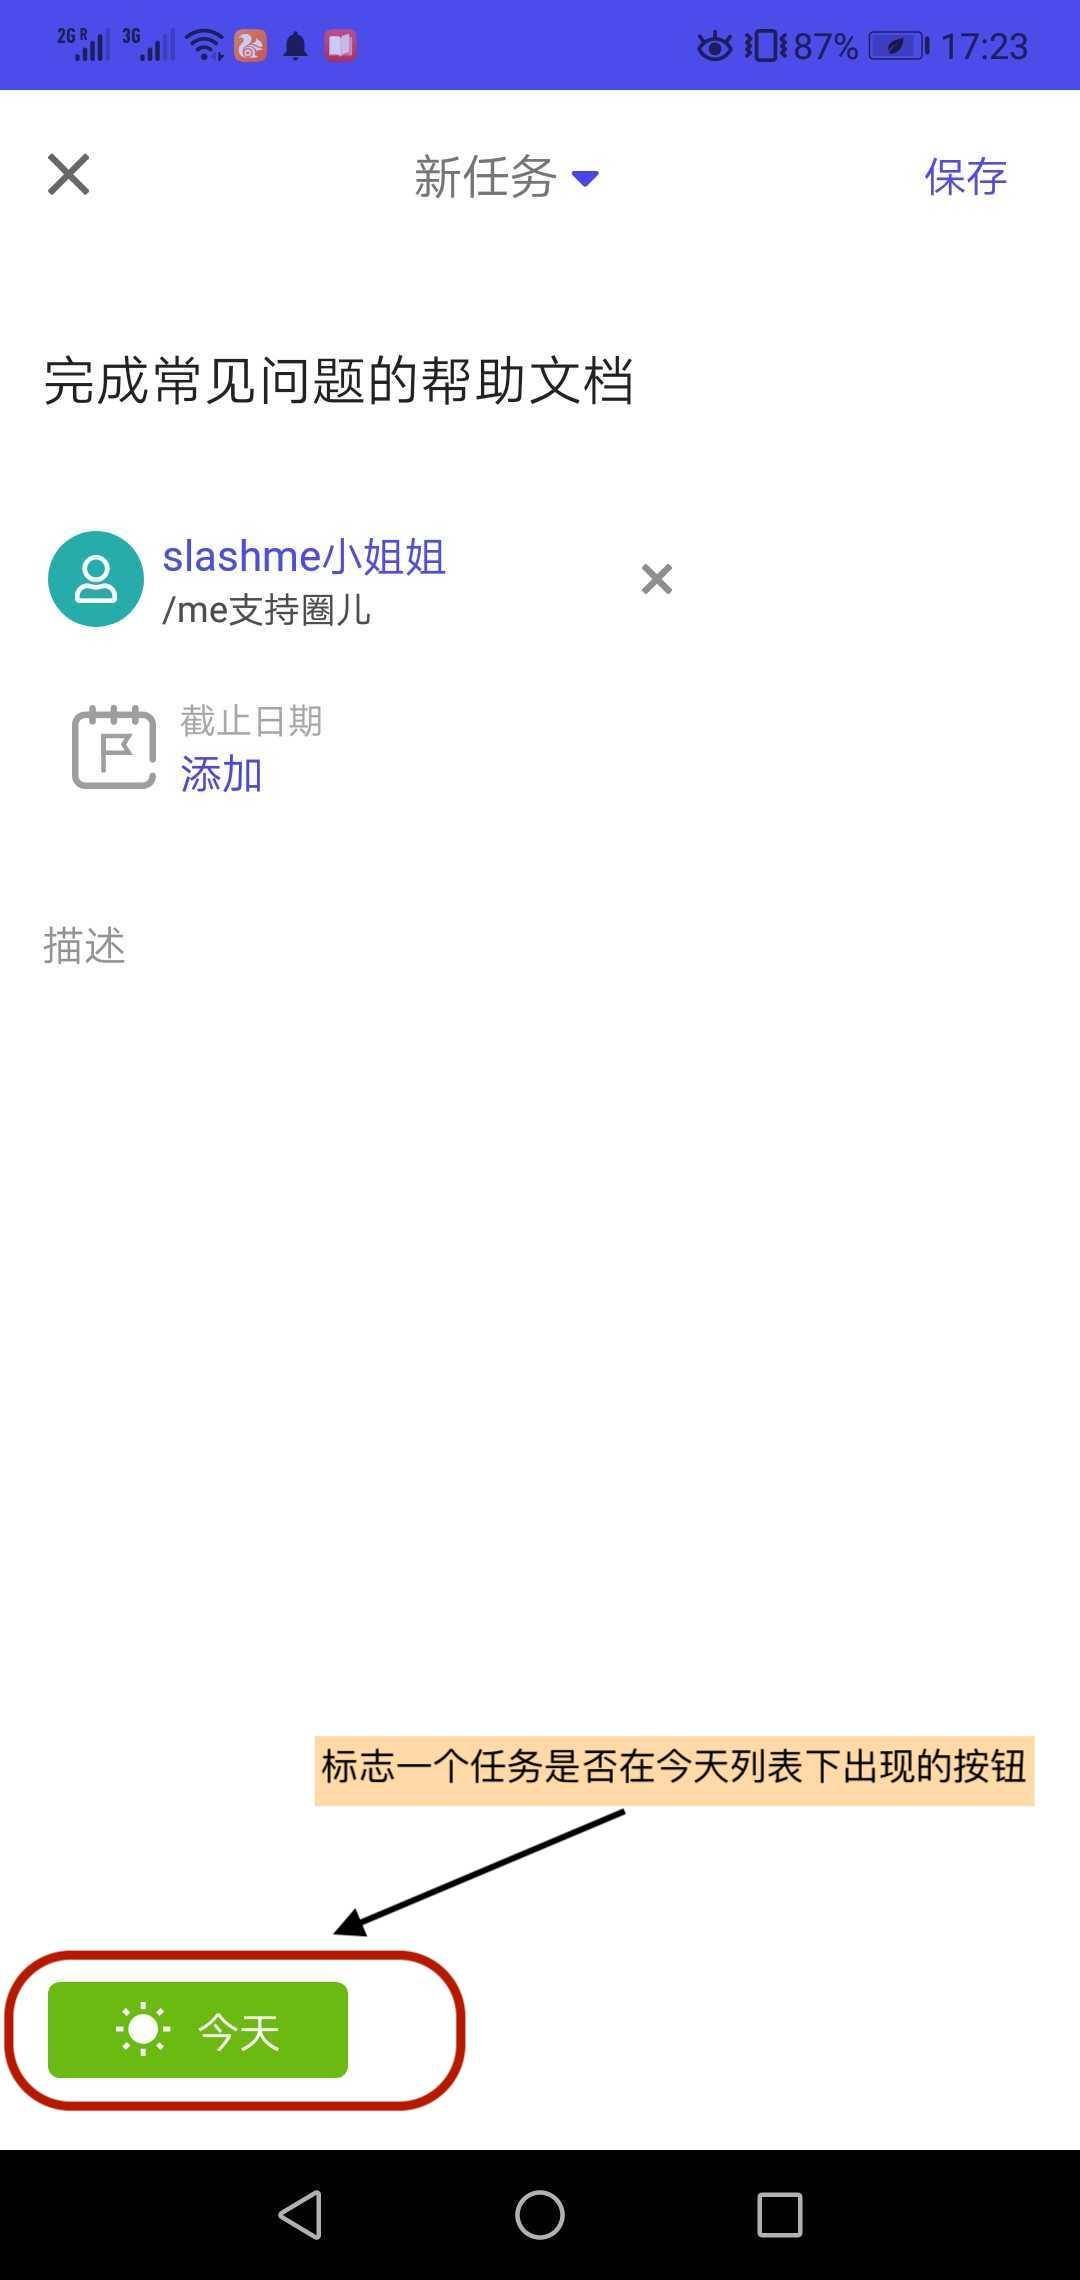 2G R 3G 87% 17:23
新任务 保存
完成常见问题的帮助文档
slashme小姐姐
/me支持圈儿
截止日期
添加
描述
标志一个任务是否在今天列表下出现的按钮
今天